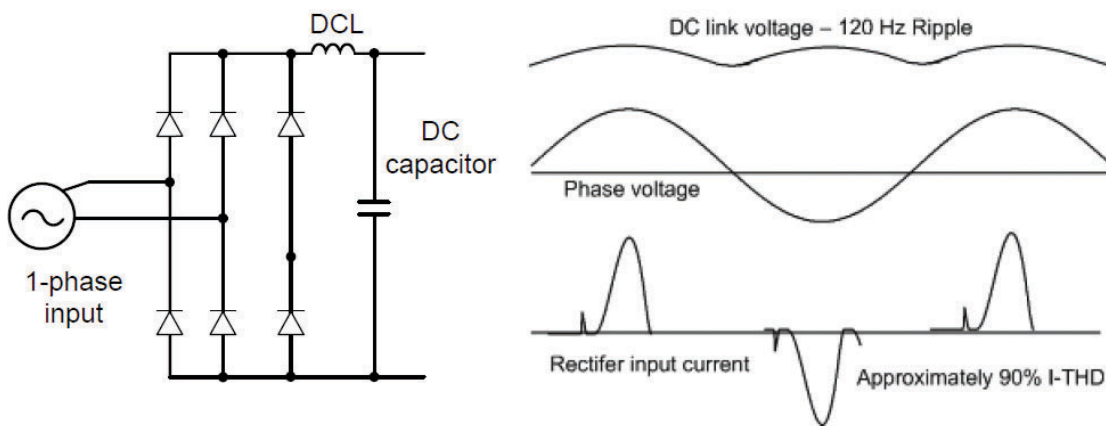 DCL
DC
capacitor
1-phase
input
DC link voltage – 120 Hz Ripple
Phase voltage
Rectifer input current
Approximately 90% I-THD